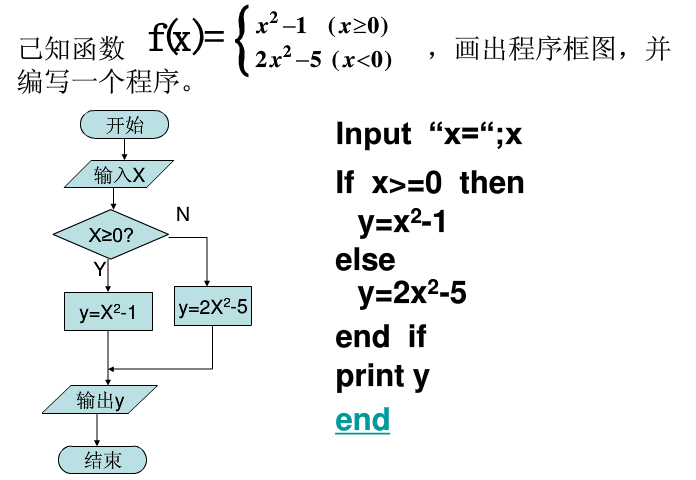 己知函数 f(x)= { x²−1 (x≥0)
2x²−5 (x<0) ，画出程序框图，并
编写一个程序。
开始
输入X
X≥0?
N
Y
y=X²-1
y=2X²-5
输出y
结束
Input “x=“;x
If x>=0 then
y=x²-1
else
y=2x²-5
end if
print y
end